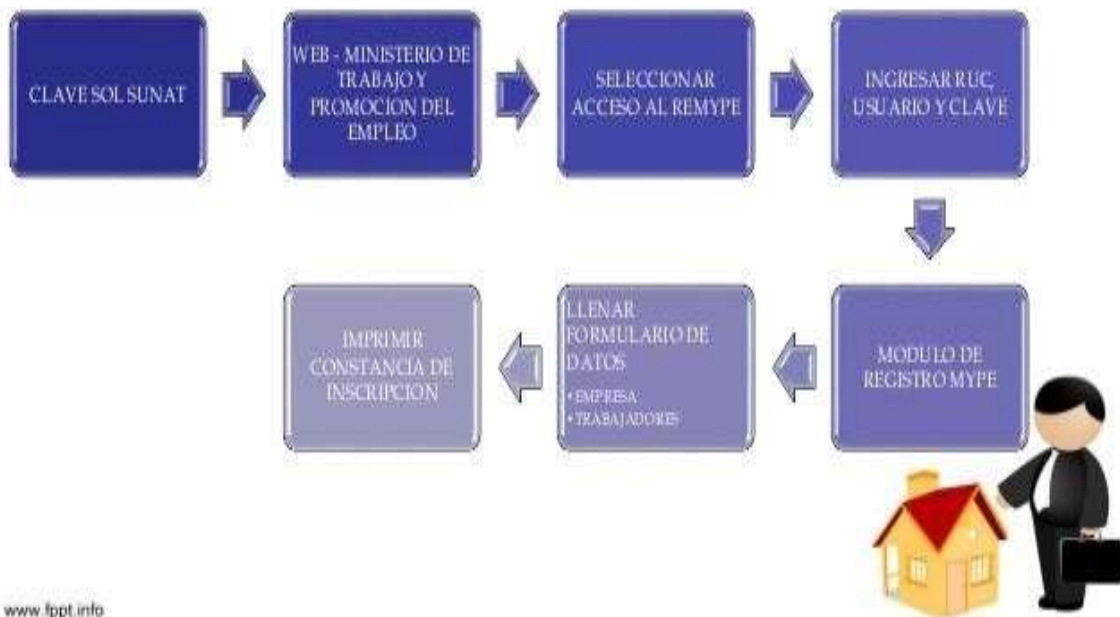 CLAVE SOL SUNAT
WEB - MINISTERIO DE
TRABAJO Y
PROMOCION DEL
EMPLEO
SELECCIONAR
ACCESO AL REMYPE
INGRESAR RUC,
USUARIO Y CLAVE
MODULO DE
REGISTRO MYPE
LLENAR
FORMULARIO DE
DATOS
• EMPRESA
• TRABAJADORES
IMPRIMIR
CONSTANCIA DE
INSCRIPCION
www.fppt.info